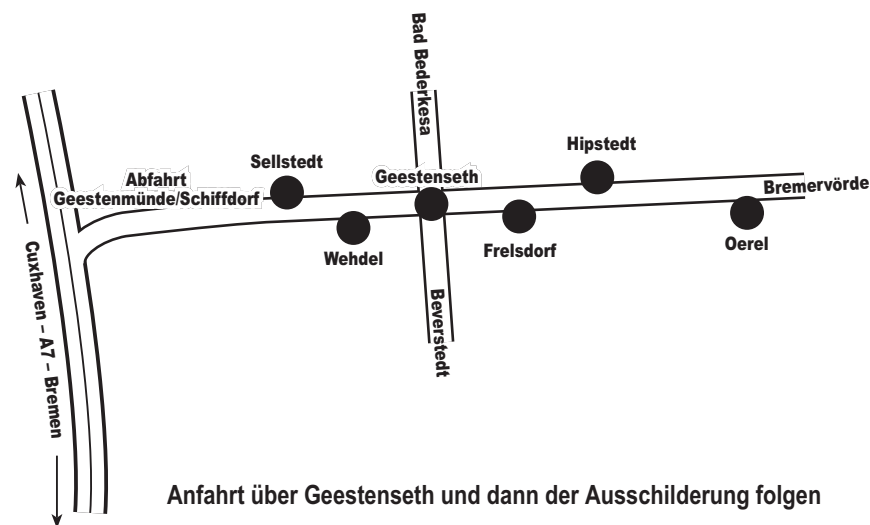 Bad Bederkesa
Hipstedt
Sellstedt
Geestenseth
Abfahrt
Geestenmünde/Schiffdorf
Bremervörde
Wehdel
Frelsdorf
Oerel
Cuxhaven – A7 – Bremen
Beverstedt
Anfahrt über Geestenseth und dann der Ausschilderung folgen